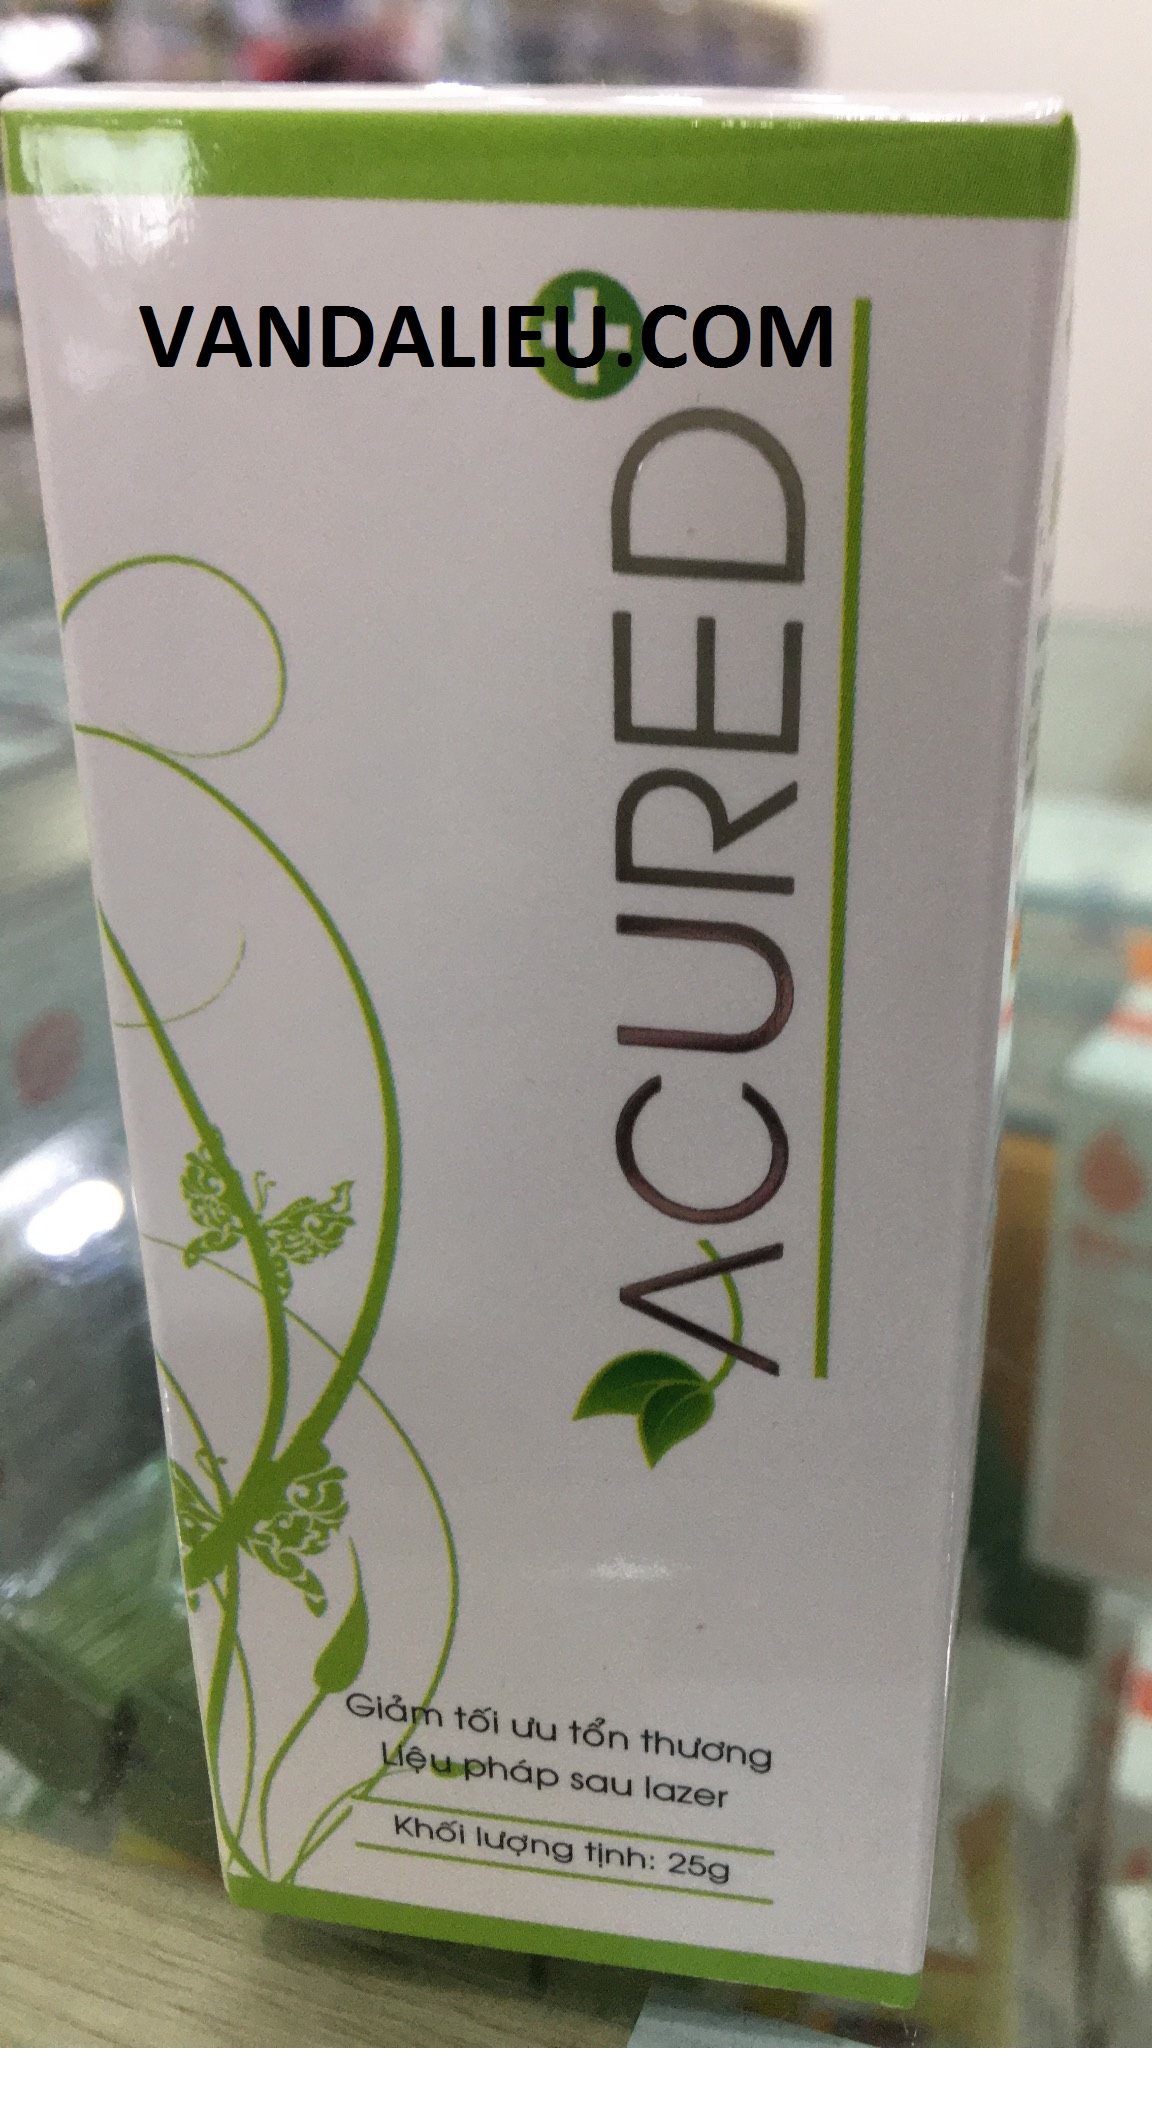 VANDALIEU.COM
ACURED
Giảm tối ưu tổn thương
Liệu pháp sau lazer
Khối lượng tịnh: 25g